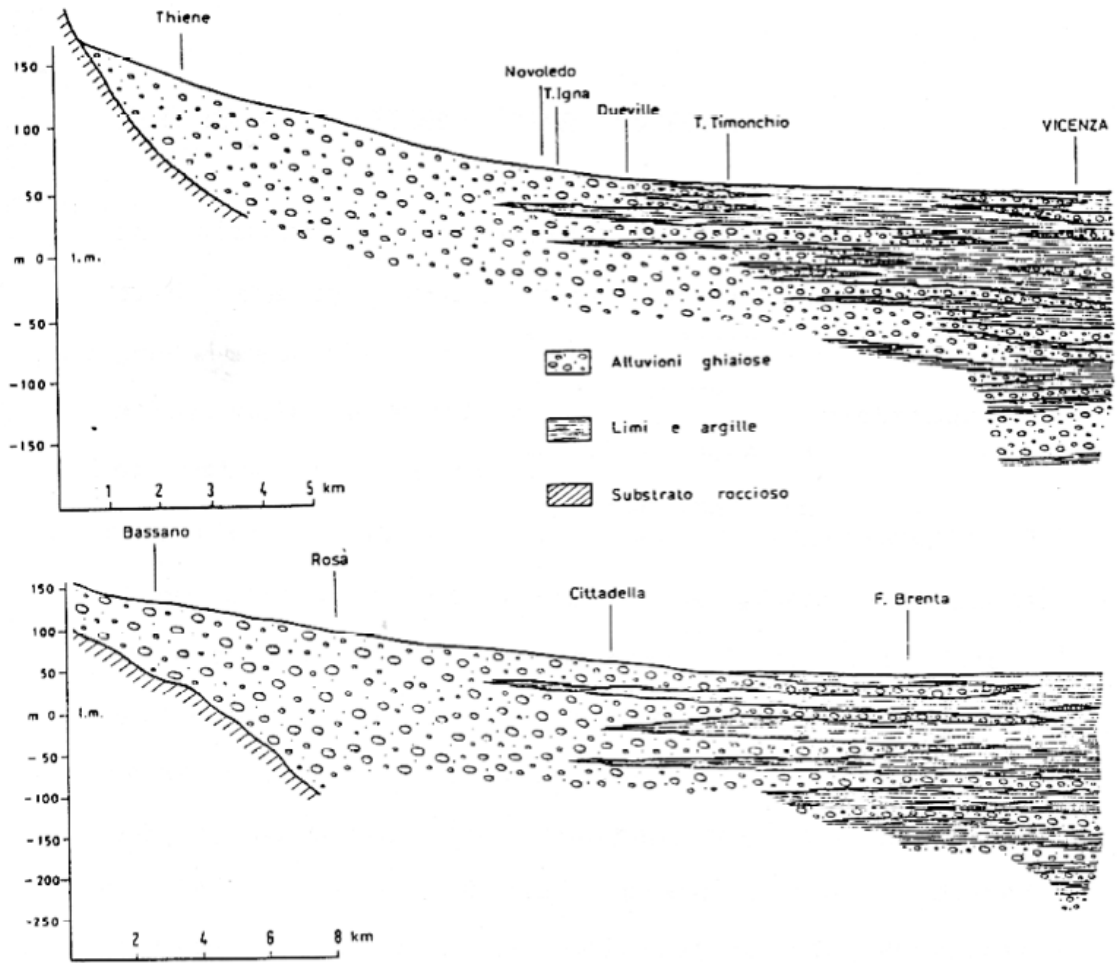 Thiene
Novoledo
T. Igna
Dueville
T. Timonchio
VICENZA
150
100
50
m 0
l.m.
- 50
-100
-150
Alluvioni ghiaiose
Limi e argille
Substrato roccioso
1 2 3 4 5 km
Bassano
Rosà
Cittadella
F. Brenta
150
100
50
m 0
l.m.
- 50
-100
-150
-200
-250
2 4 6 8 km